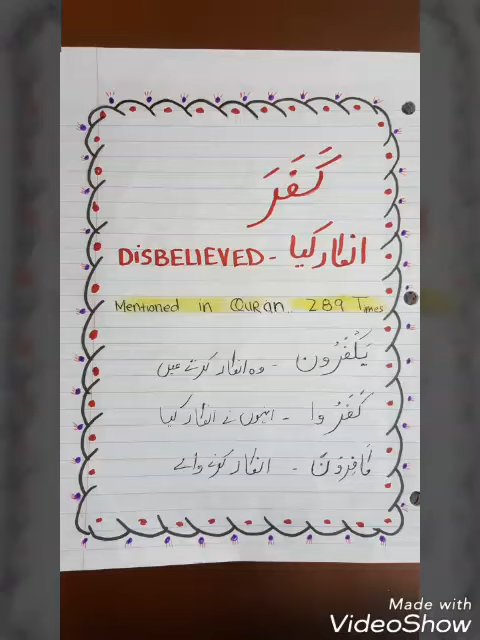 كَفَرَ
DISBELIEVED - انکار کیا
Mentioned in QURan.. 289 Times
يَكْفُرُون - وہ انکار کرتے ہیں
كَفَرُوا - انہوں نے انکار کیا
كَافِرُونَ - انکار کرنے والے
Made with
VideoShow